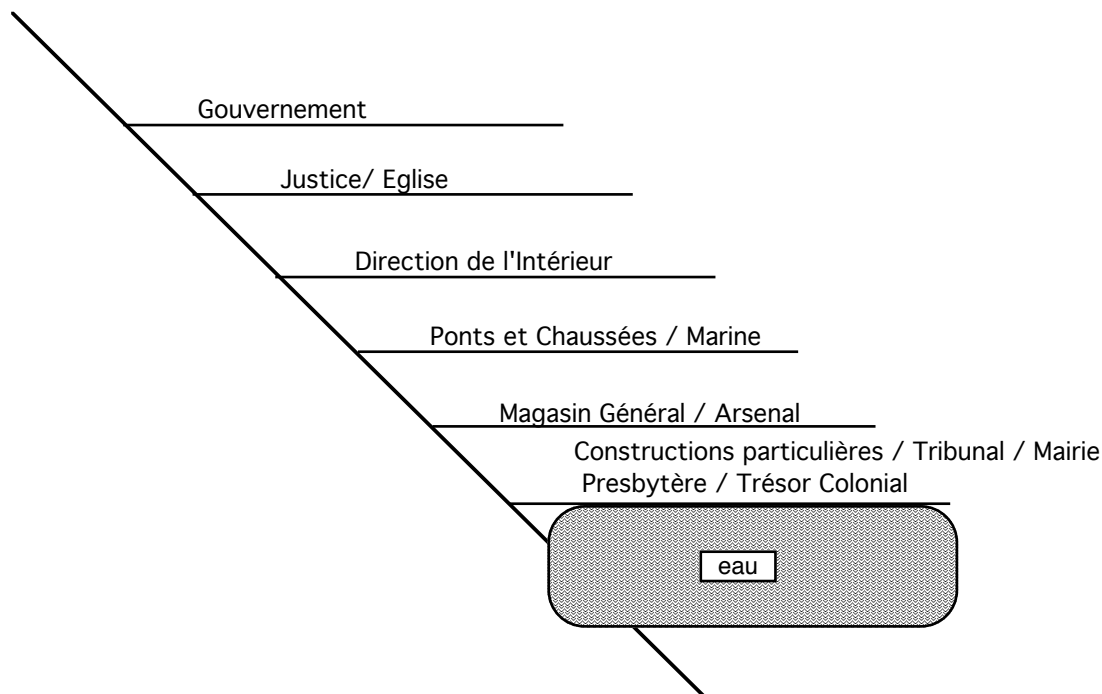 Gouvernement
Justice/ Eglise
Direction de l'Intérieur
Ponts et Chaussées / Marine
Magasin Général / Arsenal
Constructions particulières / Tribunal / Mairie
Presbytère / Trésor Colonial
eau